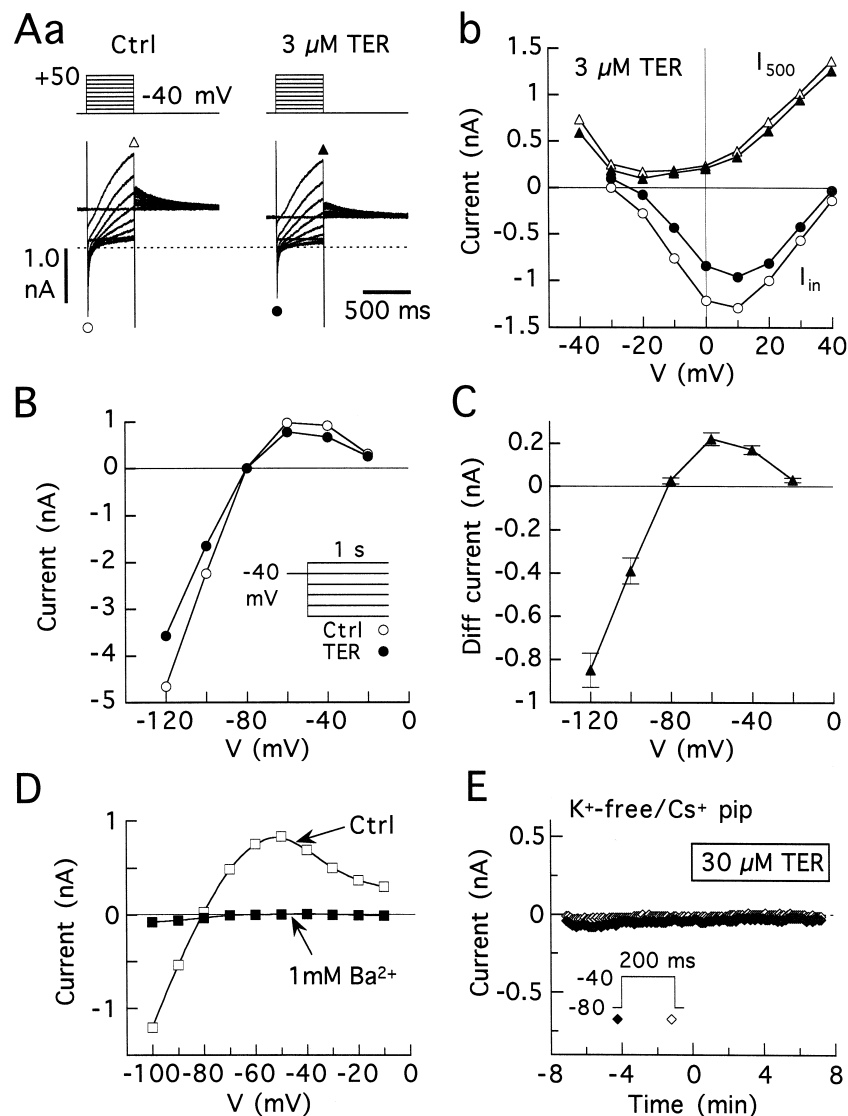 Aa
Ctrl
3 µM TER
+50
-40 mV
1.0
nA
500 ms
b
3 µM TER
I500
Iin
Current (nA)
1.5
1
0.5
0
-0.5
-1
-1.5
-40 -20 0 20 40
V (mV)
B
Current (nA)
1
0
-1
-2
-3
-4
-5
1 s
-40
mV
Ctrl
TER
-120 -80 -40 0
V (mV)
C
Diff current (nA)
0.2
0
-0.2
-0.4
-0.6
-0.8
-1
-120 -80 -40 0
V (mV)
D
Current (nA)
1
0
-1
Ctrl
1mM Ba²⁺
-100 -80 -60 -40 -20 0
V (mV)
E
K⁺-free/Cs⁺ pip
30 µM TER
Current (nA)
0.5
0
-0.5
200 ms
-40
-80
-8 -4 0 4 8
Time (min)